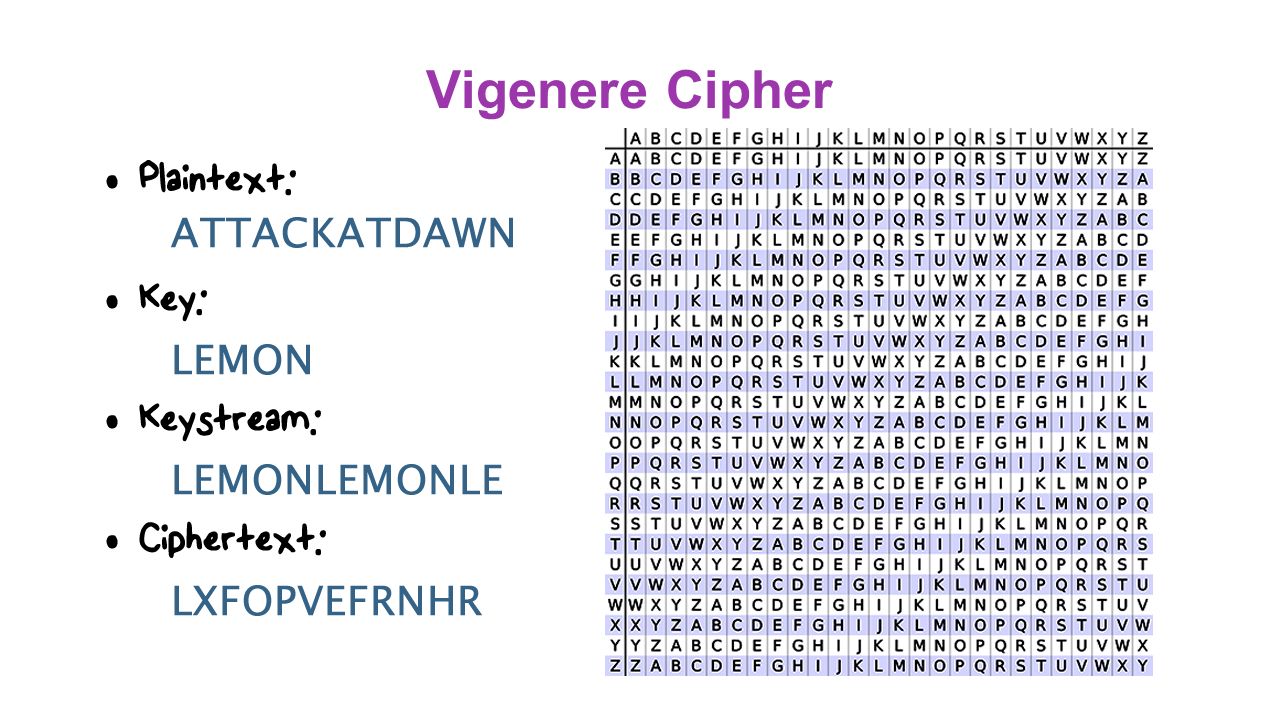 Vigenere Cipher
• Plaintext:
ATTACKATDAWN
• Key:
LEMON
• Keystream:
LEMONLEMONLE
• Ciphertext:
LXFOPVEFRNHR
A B C D E F G H I J K L M N O P Q R S T U V W X Y Z
A A B C D E F G H I J K L M N O P Q R S T U V W X Y Z
B B C D E F G H I J K L M N O P Q R S T U V W X Y Z A
C C D E F G H I J K L M N O P Q R S T U V W X Y Z A B
D D E F G H I J K L M N O P Q R S T U V W X Y Z A B C
E E F G H I J K L M N O P Q R S T U V W X Y Z A B C D
F F G H I J K L M N O P Q R S T U V W X Y Z A B C D E
G G H I J K L M N O P Q R S T U V W X Y Z A B C D E F
H H I J K L M N O P Q R S T U V W X Y Z A B C D E F G
I I J K L M N O P Q R S T U V W X Y Z A B C D E F G H
J J K L M N O P Q R S T U V W X Y Z A B C D E F G H I
K K L M N O P Q R S T U V W X Y Z A B C D E F G H I J
L L M N O P Q R S T U V W X Y Z A B C D E F G H I J K
M M N O P Q R S T U V W X Y Z A B C D E F G H I J K L
N N O P Q R S T U V W X Y Z A B C D E F G H I J K L M
O O P Q R S T U V W X Y Z A B C D E F G H I J K L M N
P P Q R S T U V W X Y Z A B C D E F G H I J K L M N O
Q Q R S T U V W X Y Z A B C D E F G H I J K L M N O P
R R S T U V W X Y Z A B C D E F G H I J K L M N O P Q
S S T U V W X Y Z A B C D E F G H I J K L M N O P Q R
T T U V W X Y Z A B C D E F G H I J K L M N O P Q R S
U U V W X Y Z A B C D E F G H I J K L M N O P Q R S T
V V W X Y Z A B C D E F G H I J K L M N O P Q R S T U
W W X Y Z A B C D E F G H I J K L M N O P Q R S T U V
X X Y Z A B C D E F G H I J K L M N O P Q R S T U V W
Y Y Z A B C D E F G H I J K L M N O P Q R S T U V W X
Z Z A B C D E F G H I J K L M N O P Q R S T U V W X Y